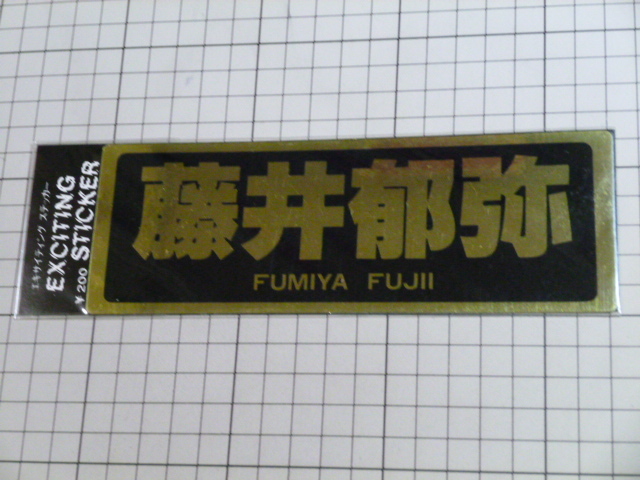 エキサイティング ステッカー
EXCITING
STICKER
¥200
藤井郁弥
FUMIYA FUJII